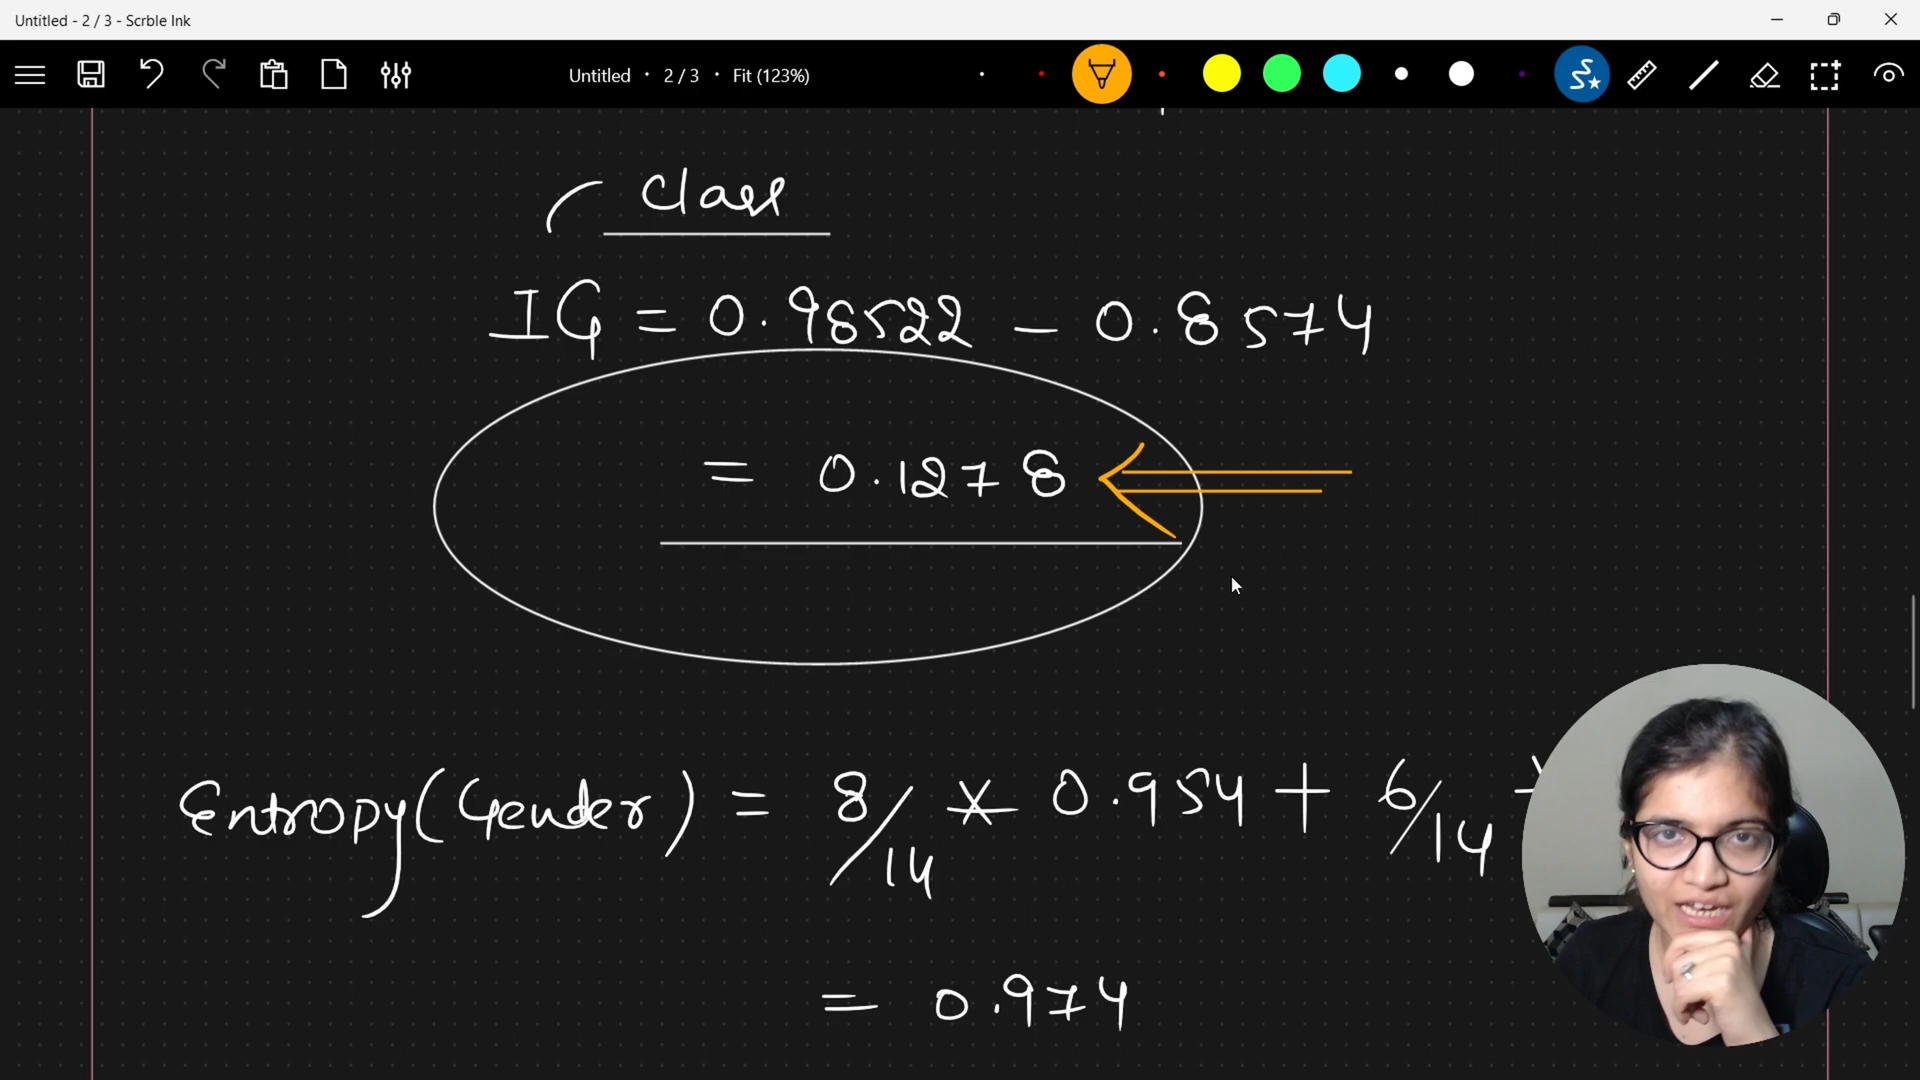 Untitled - 2 / 3 - Scrble Ink
Untitled • 2 / 3 • Fit (123%)
Class
IG = 0.98522 - 0.8574
= 0.1278
Entropy(Gender) = 8/14 * 0.954 + 6/14 *
= 0.974